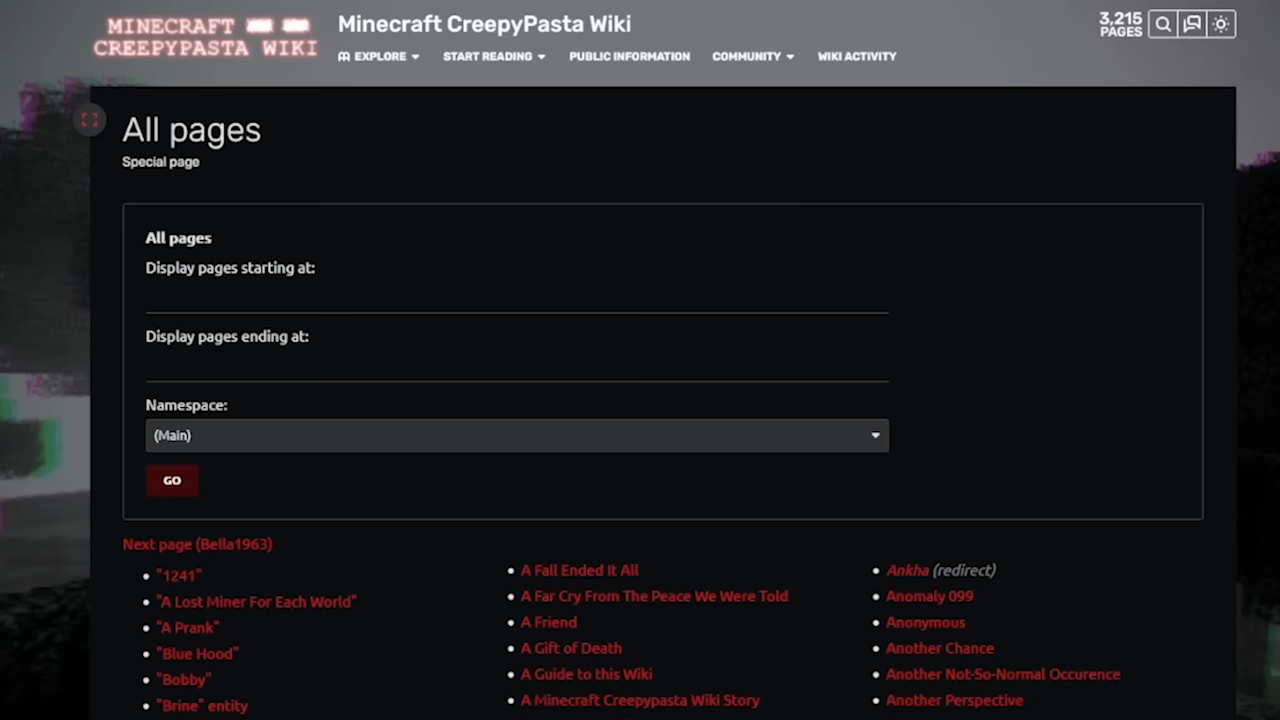 MINECRAFT
CREEPYPASTA WIKI
Minecraft CreepyPasta Wiki
EXPLORE
START READING
PUBLIC INFORMATION
COMMUNITY
WIKI ACTIVITY
3,215
PAGES
All pages
Special page
All pages
Display pages starting at:
Display pages ending at:
Namespace:
(Main)
GO
Next page (Bella1963)
"1241"
"A Lost Miner For Each World"
"A Prank"
"Blue Hood"
"Bobby"
"Brine" entity
A Fall Ended It All
A Far Cry From The Peace We Were Told
A Friend
A Gift of Death
A Guide to this Wiki
A Minecraft Creepypasta Wiki Story
Ankha (redirect)
Anomaly 099
Anonymous
Another Chance
Another Not-So-Normal Occurence
Another Perspective